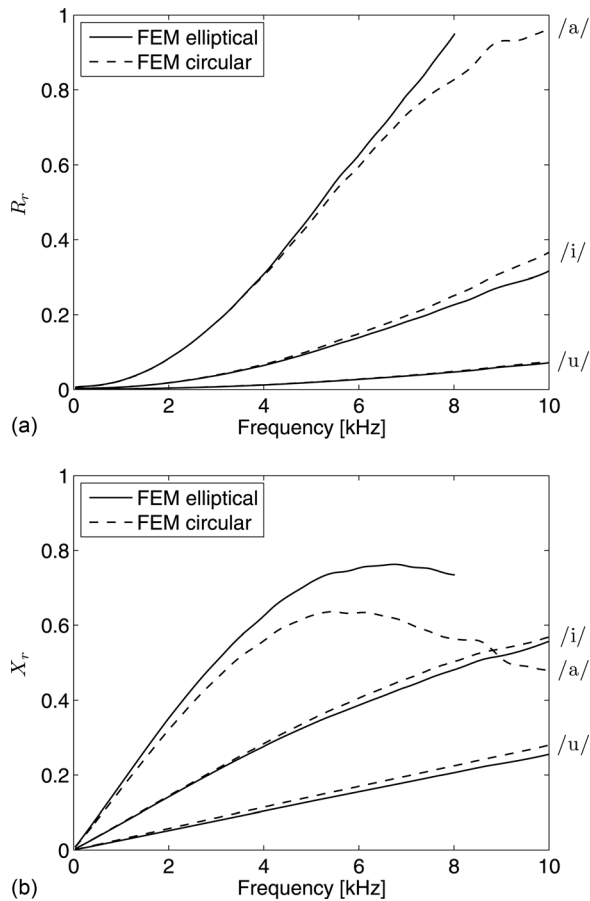 1
0.8
0.6
0.4
0.2
0
FEM elliptical
FEM circular
R_r
/a/
/i/
/u/
0 2 4 6 8 10
Frequency [kHz]
(a)
1
0.8
0.6
0.4
0.2
0
FEM elliptical
FEM circular
X_r
/i/
/a/
/u/
0 2 4 6 8 10
Frequency [kHz]
(b)